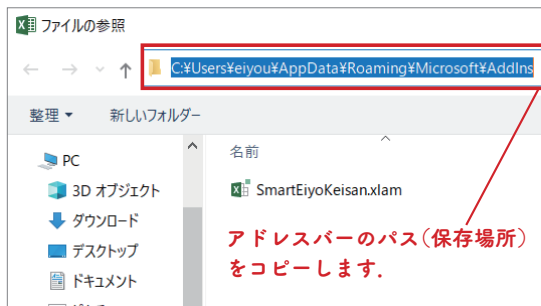 ファイルの参照
C:¥Users¥eiyou¥AppData¥Roaming¥Microsoft¥AddIns
整理 新しいフォルダー
名前
PC
3D オブジェクト
SmartEiyoKeisan.xlam
ダウンロード
デスクトップ
ドキュメント
アドレスバーのパス(保存場所)
をコピーします.